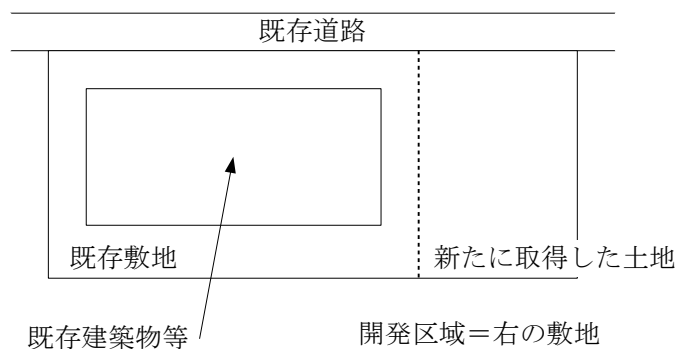 既存道路
既存敷地
新たに取得した土地
既存建築物等
開発区域＝右の敷地